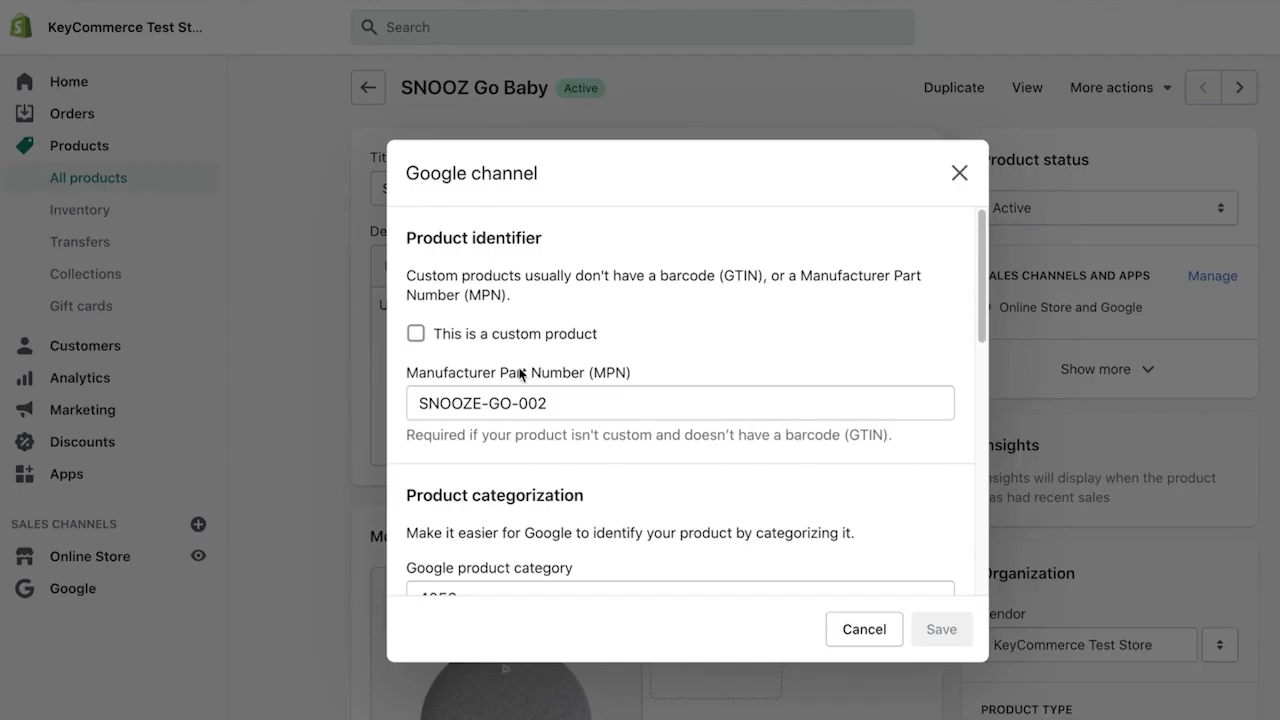 KeyCommerce Test St...
Search
Home
Orders
Products
All products
Inventory
Transfers
Collections
Gift cards
Customers
Analytics
Marketing
Discounts
Apps
SALES CHANNELS
Online Store
Google
SNOOZ Go Baby
Active
Duplicate
View
More actions
Tit
De
Google channel
Product identifier
Custom products usually don't have a barcode (GTIN), or a Manufacturer Part
Number (MPN).
This is a custom product
Manufacturer Part Number (MPN)
SNOOZE-GO-002
Required if your product isn't custom and doesn't have a barcode (GTIN).
Product categorization
Make it easier for Google to identify your product by categorizing it.
Google product category
Cancel
Save
roduct status
Active
ALES CHANNELS AND APPS
Manage
Online Store and Google
Show more
nsights
nsights will display when the product
as had recent sales
Organization
endor
KeyCommerce Test Store
PRODUCT TYPE